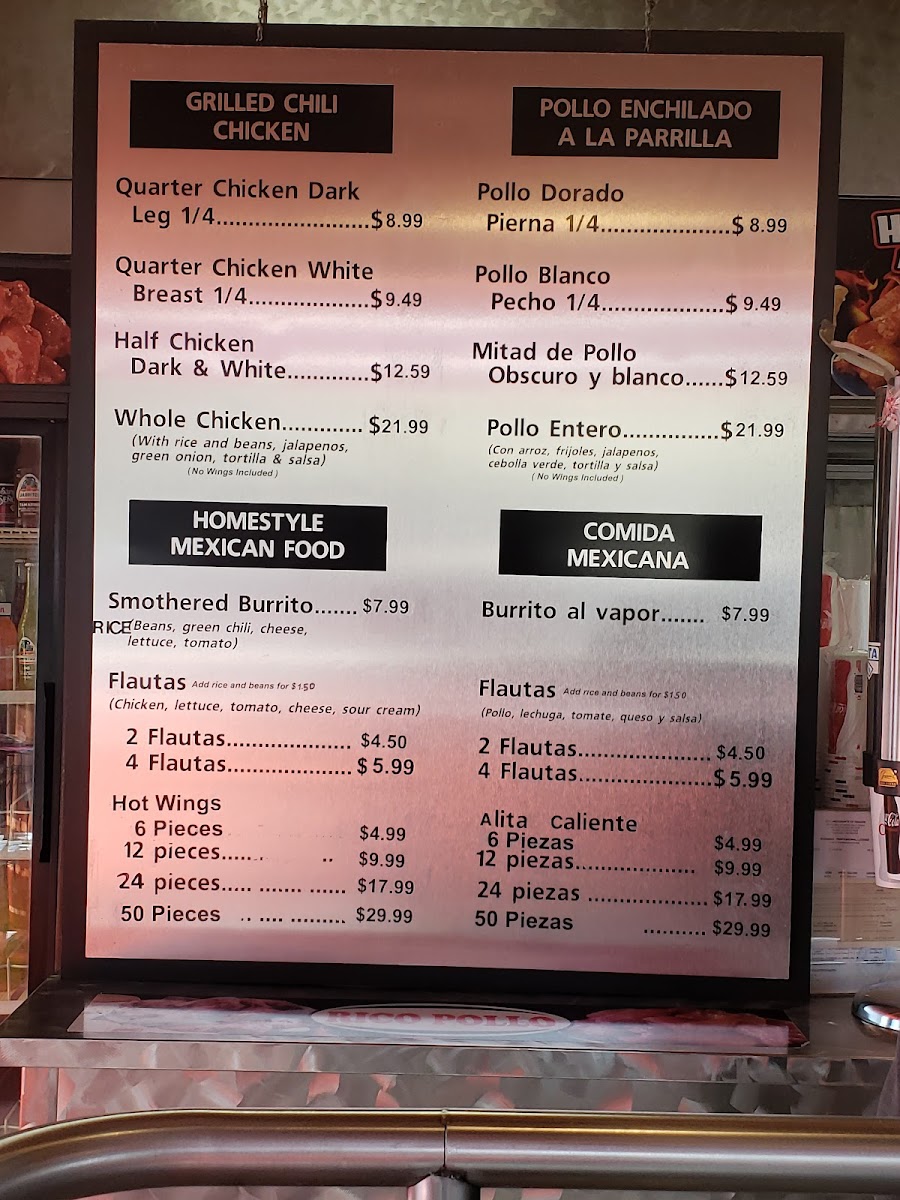 GRILLED CHILI
CHICKEN
Quarter Chicken Dark
Leg 1/4........................$8.99
Quarter Chicken White
Breast 1/4...................$9.49
Half Chicken
Dark & White.............$12.59
Whole Chicken............. $21.99
(With rice and beans, jalapenos,
green onion, tortilla & salsa)
(No Wings Included)
HOMESTYLE
MEXICAN FOOD
Smothered Burrito....... $7.99
RICE (Beans, green chili, cheese,
lettuce, tomato)
Flautas Add rice and beans for $1.50
(Chicken, lettuce, tomato, cheese, sour cream)
2 Flautas.................... $4.50
4 Flautas.................... $5.99
Hot Wings
6 Pieces $4.99
12 pieces...... .. $9.99
24 pieces..... ....... ...... $17.99
50 Pieces .. .... ......... $29.99
POLLO ENCHILADO
A LA PARRILLA
Pollo Dorado
Pierna 1/4....................$8.99
Pollo Blanco
Pecho 1/4...................$9.49
Mitad de Pollo
Obscuro y blanco......$12.59
Pollo Entero...............$21.99
(Con arroz, frijoles, jalapenos,
cebolla verde, tortilla y salsa)
(No Wings Included)
COMIDA
MEXICANA
Burrito al vapor....... $7.99
Flautas Add rice and beans for $1.50
(Pollo, lechuga, tomate, queso y salsa)
2 Flautas..................... $4.50
4 Flautas.....................$5.99
Alita Caliente
6 Piezas $4.99
12 piezas................... $9.99
24 piezas ...................$17.99
50 Piezas ..........$29.99
RICO POLLO